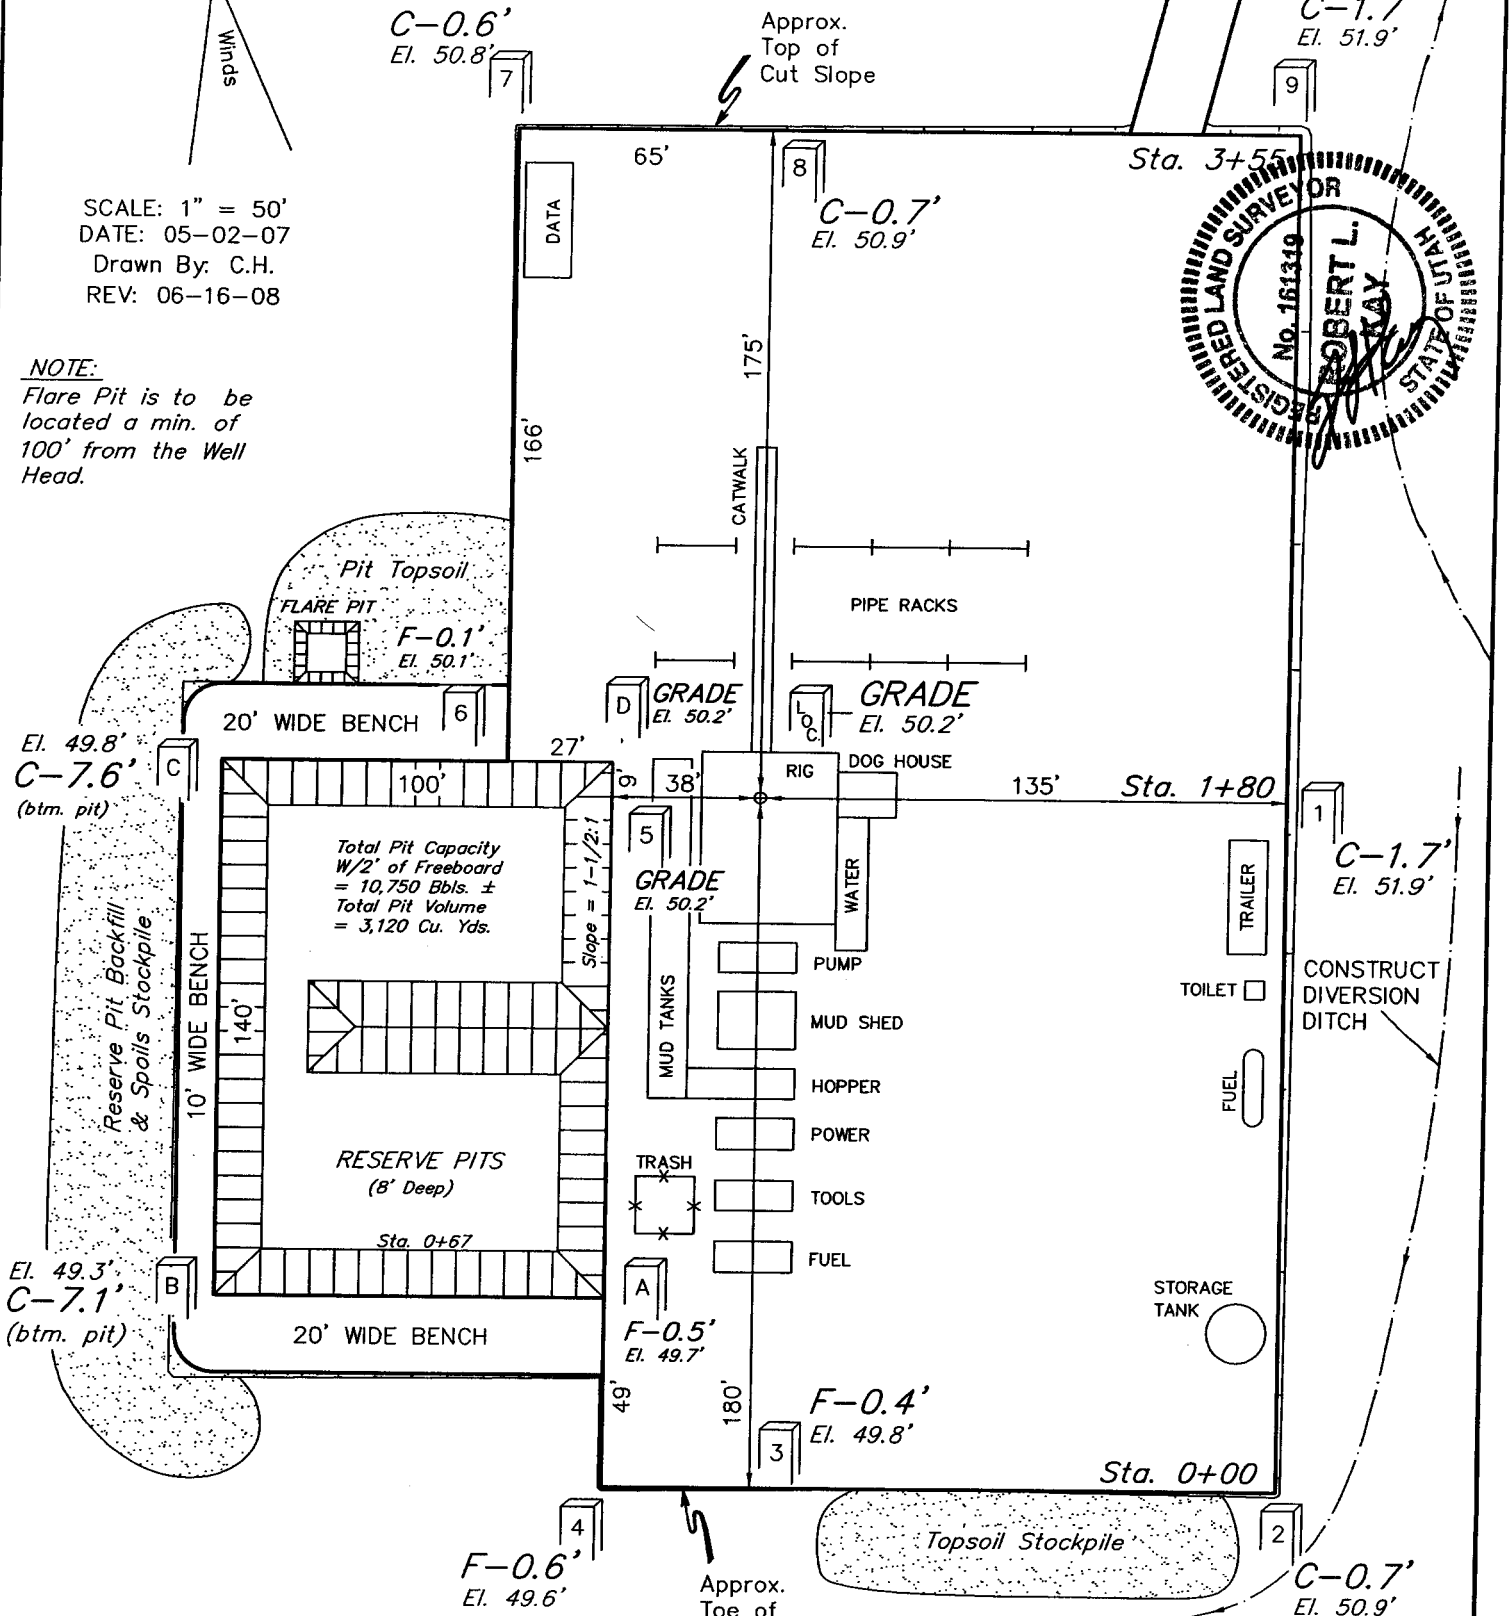 C-0.6'
El. 50.8'
7
Approx.
Top of
Cut Slope
C-1.7'
El. 51.9'
9
Winds
SCALE: 1" = 50'
DATE: 05-02-07
Drawn By: C.H.
REV: 06-16-08
NOTE:
Flare Pit is to be
located a min. of
100' from the Well
Head.
65'
8
C-0.7'
El. 50.9'
Sta. 3+55
DATA
REGISTERED LAND SURVEYOR
No. 161319
ROBERT L.
KAY
STATE OF UTAH
175'
166'
CATWALK
PIPE RACKS
Pit Topsoil
FLARE PIT
F-0.1'
El. 50.1'
6
20' WIDE BENCH
D
GRADE
El. 50.2'
LOC.
GRADE
El. 50.2'
El. 49.8'
C-7.6'
(btm. pit)
C
27'
9'
38'
100'
RIG
DOG HOUSE
135'
Sta. 1+80
1
C-1.7'
El. 51.9'
5
GRADE
El. 50.2'
Total Pit Capacity
W/2' of Freeboard
= 10,750 Bbls. ±
Total Pit Volume
= 3,120 Cu. Yds.
Slope = 1-1/2:1
WATER
TRAILER
Reserve Pit Backfill
& Spoils Stockpile
10' WIDE BENCH
140'
MUD TANKS
PUMP
MUD SHED
HOPPER
POWER
TOOLS
FUEL
TOILET
FUEL
CONSTRUCT
DIVERSION
DITCH
RESERVE PITS
(8' Deep)
Sta. 0+67
TRASH
El. 49.3'
C-7.1'
(btm. pit)
B
20' WIDE BENCH
A
F-0.5'
El. 49.7'
STORAGE
TANK
49'
180'
F-0.4'
El. 49.8'
3
Sta. 0+00
4
F-0.6'
El. 49.6'
Approx.
Toe of
Topsoil Stockpile
2
C-0.7'
El. 50.9'